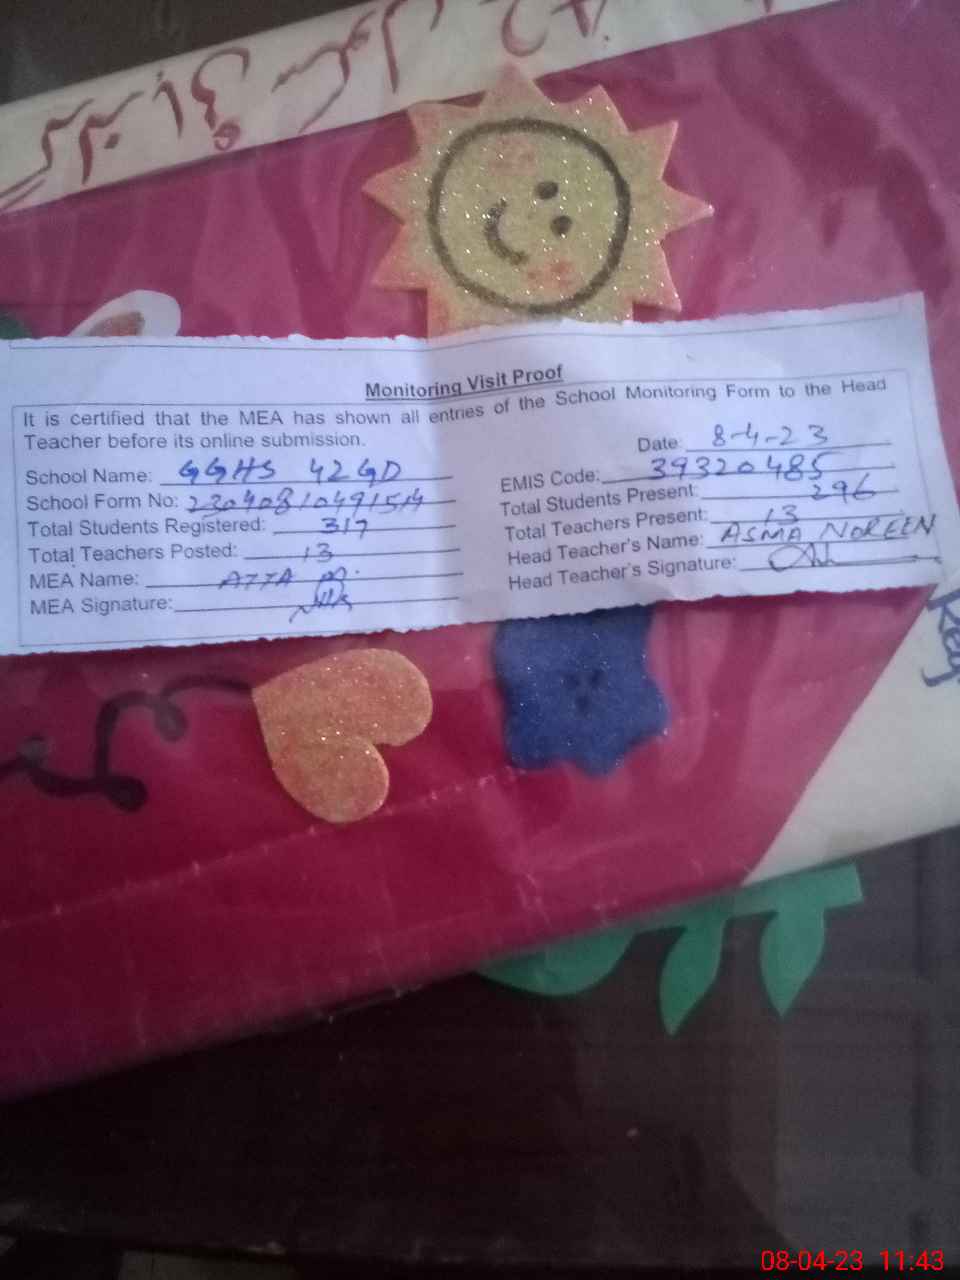 Monitoring Visit Proof
It is certified that the MEA has shown all entries of the School Monitoring Form to the Head
Teacher before its online submission.
Date: 8-4-23
School Name: GGHS 42GD
EMIS Code: 39320485
School Form No: 23040810491514
Total Students Present: 296
Total Students Registered: 317
Total Teachers Present: 13
Total Teachers Posted: 13
Head Teacher's Name: ASMA NOREEN
MEA Name: ATTA M.
Head Teacher's Signature:
MEA Signature:
08-04-23 11:43